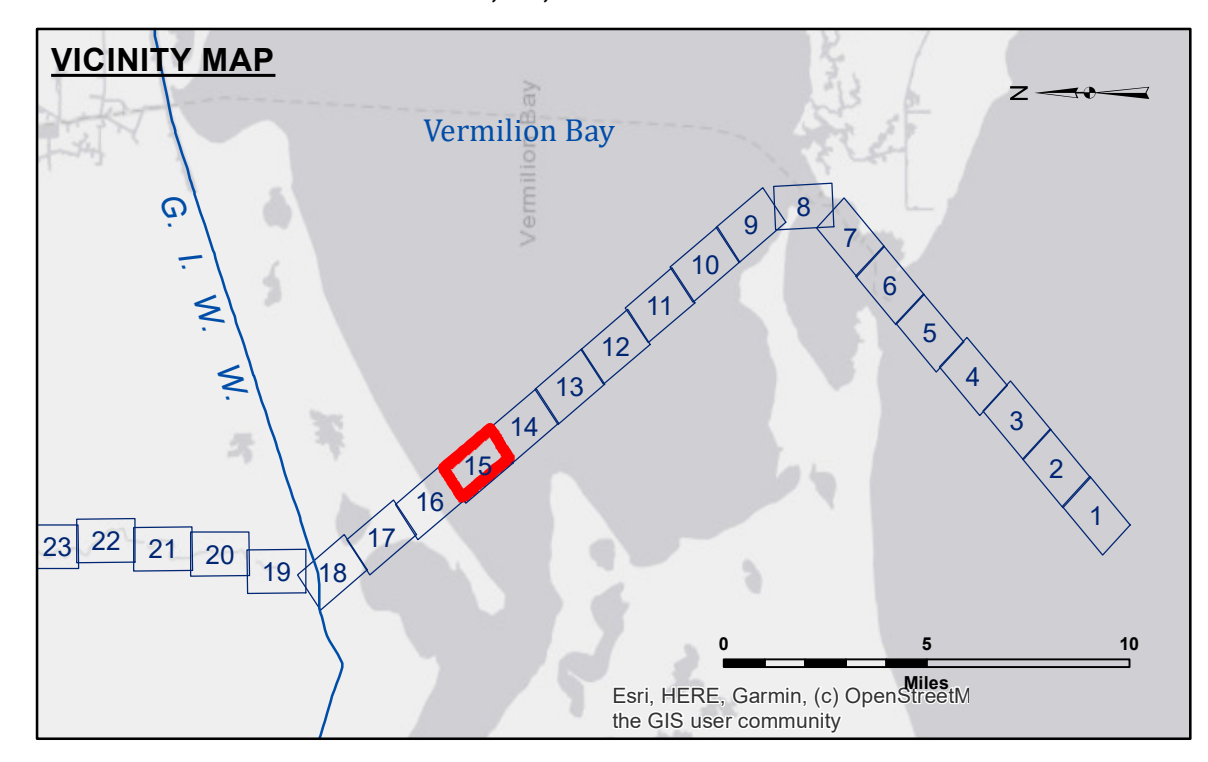 VICINITY MAP
N
Vermilion Bay
Vermilion Bay
G. I. W. W.
8
9
7
10
6
11
5
12
4
13
3
14
2
15
1
16
17
18
19
20
21
22
23
0 5 10
Miles
Esri, HERE, Garmin, (c) OpenStreetM
the GIS user community